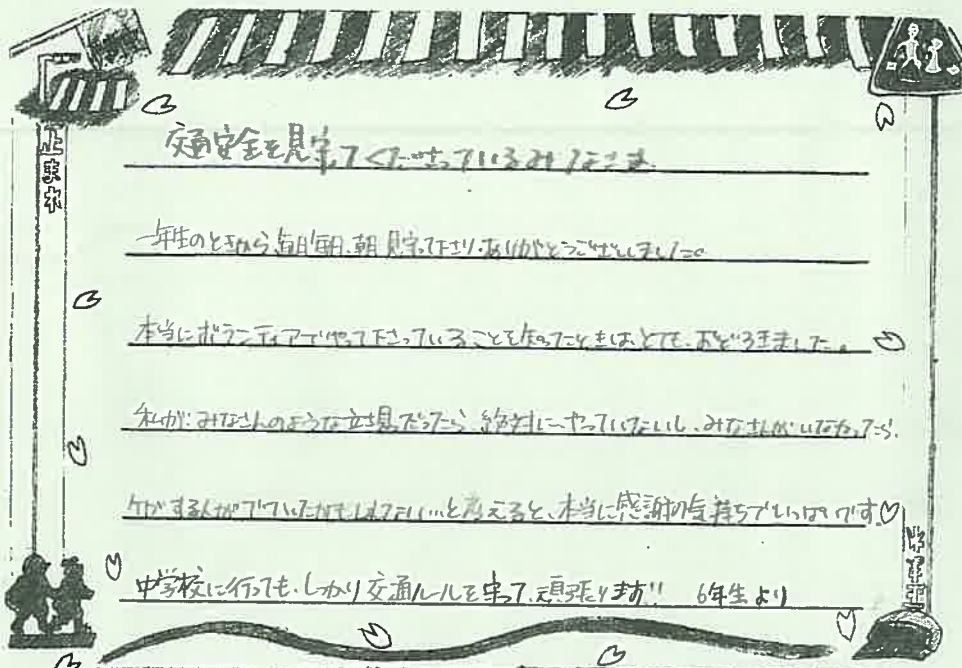 止まれ
交通安全を見守ってくださっているみなさま
一年生のときから、毎日毎日、朝見守って下さり、ありがとうございました。
本当にボランティアでやって下さっていることを知ったときは、とても、おどろきました。
私が、みなさんのような立場だったら、絶対にやっていないし、みなさんがいなかったら、
ケガする人がでていたかもしれない…と考えると、本当に感謝の気持ちでいっぱいです♡
中学校に行っても、しっかり交通ルールを守って、頑張ります!! 6年生より